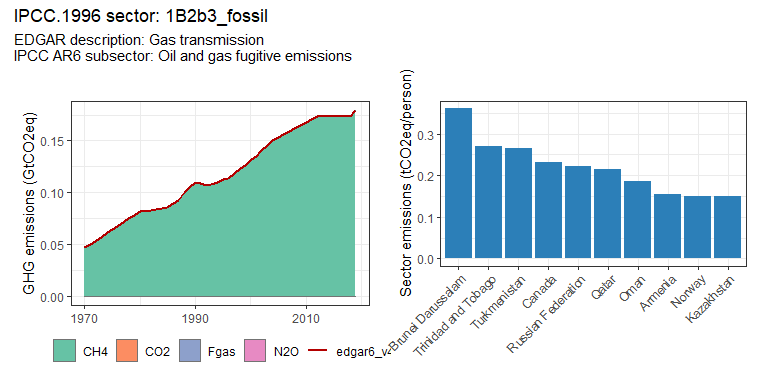 IPCC.1996 sector: 1B2b3_fossil
EDGAR description: Gas transmission
IPCC AR6 subsector: Oil and gas fugitive emissions
GHG emissions (GtCO2eq)
0.15
0.10
0.05
0.00
1970
1990
2010
CH4
CO2
Fgas
N2O
edgar6_v4
Sector emissions (tCO2eq/person)
0.3
0.2
0.1
0.0
Brunei Darussalam
Trinidad and Tobago
Turkmenistan
Canada
Russian Federation
Qatar
Oman
Armenia
Norway
Kazakhstan